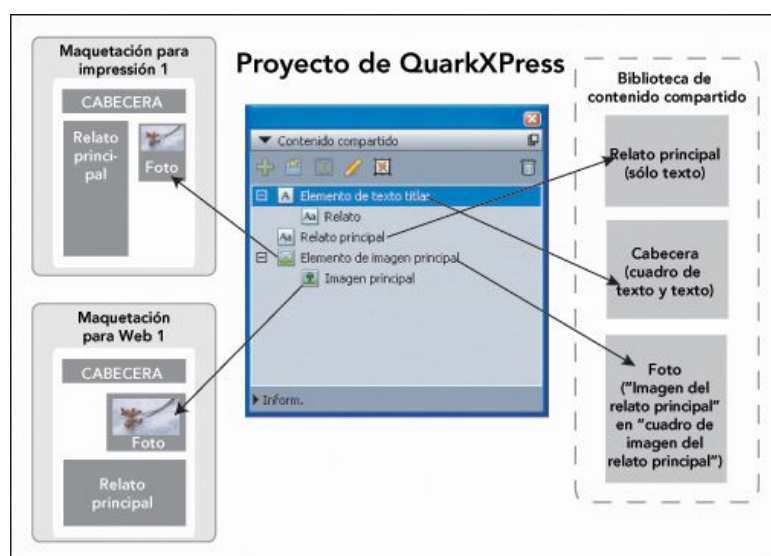 Maquetación para
impresión 1
CABECERA
Relato
princi-
pal
Foto
Maquetación
para Web 1
CABECERA
Foto
Relato
principal
Proyecto de QuarkXPress
Contenido compartido
Elemento de texto titlar
Relato
Relato principal
Elemento de imagen principal
Imagen principal
Inform.
Biblioteca de
contenido compartido
Relato principal
(sólo texto)
Cabecera
(cuadro de
texto y texto)
Foto
("Imagen del
relato principal"
en "cuadro de
imagen del
relato principal")